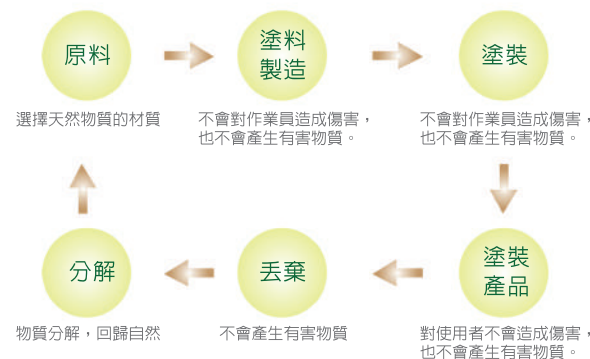 原料
塗料
製造
塗裝
選擇天然物質的材質
不會對作業員造成傷害，
也不會產生有害物質。
不會對作業員造成傷害，
也不會產生有害物質。
分解
丟棄
塗裝
產品
物質分解，回歸自然
不會產生有害物質
對使用者不會造成傷害，
也不會產生有害物質。